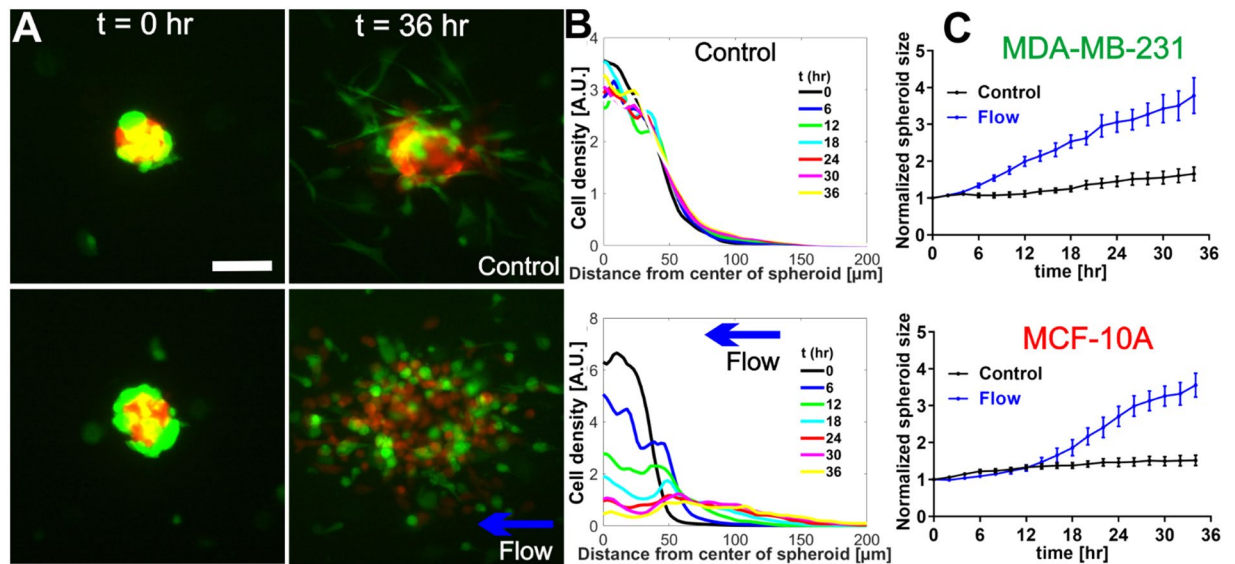 A
t = 0 hr
t = 36 hr
Control
Flow
B
Control
t (hr)
0
6
12
18
24
30
36
Cell density [A.U.]
4
3
2
1
0
0 50 100 150 200
Distance from center of spheroid [µm]
Flow
t (hr)
0
6
12
18
24
30
36
Cell density [A.U.]
8
6
4
2
0
0 50 100 150 200
Distance from center of spheroid [µm]
C
MDA-MB-231
Control
Flow
Normalized spheroid size
5
4
3
2
1
0
0 6 12 18 24 30 36
time [hr]
MCF-10A
Control
Flow
Normalized spheroid size
5
4
3
2
1
0
0 6 12 18 24 30 36
time [hr]